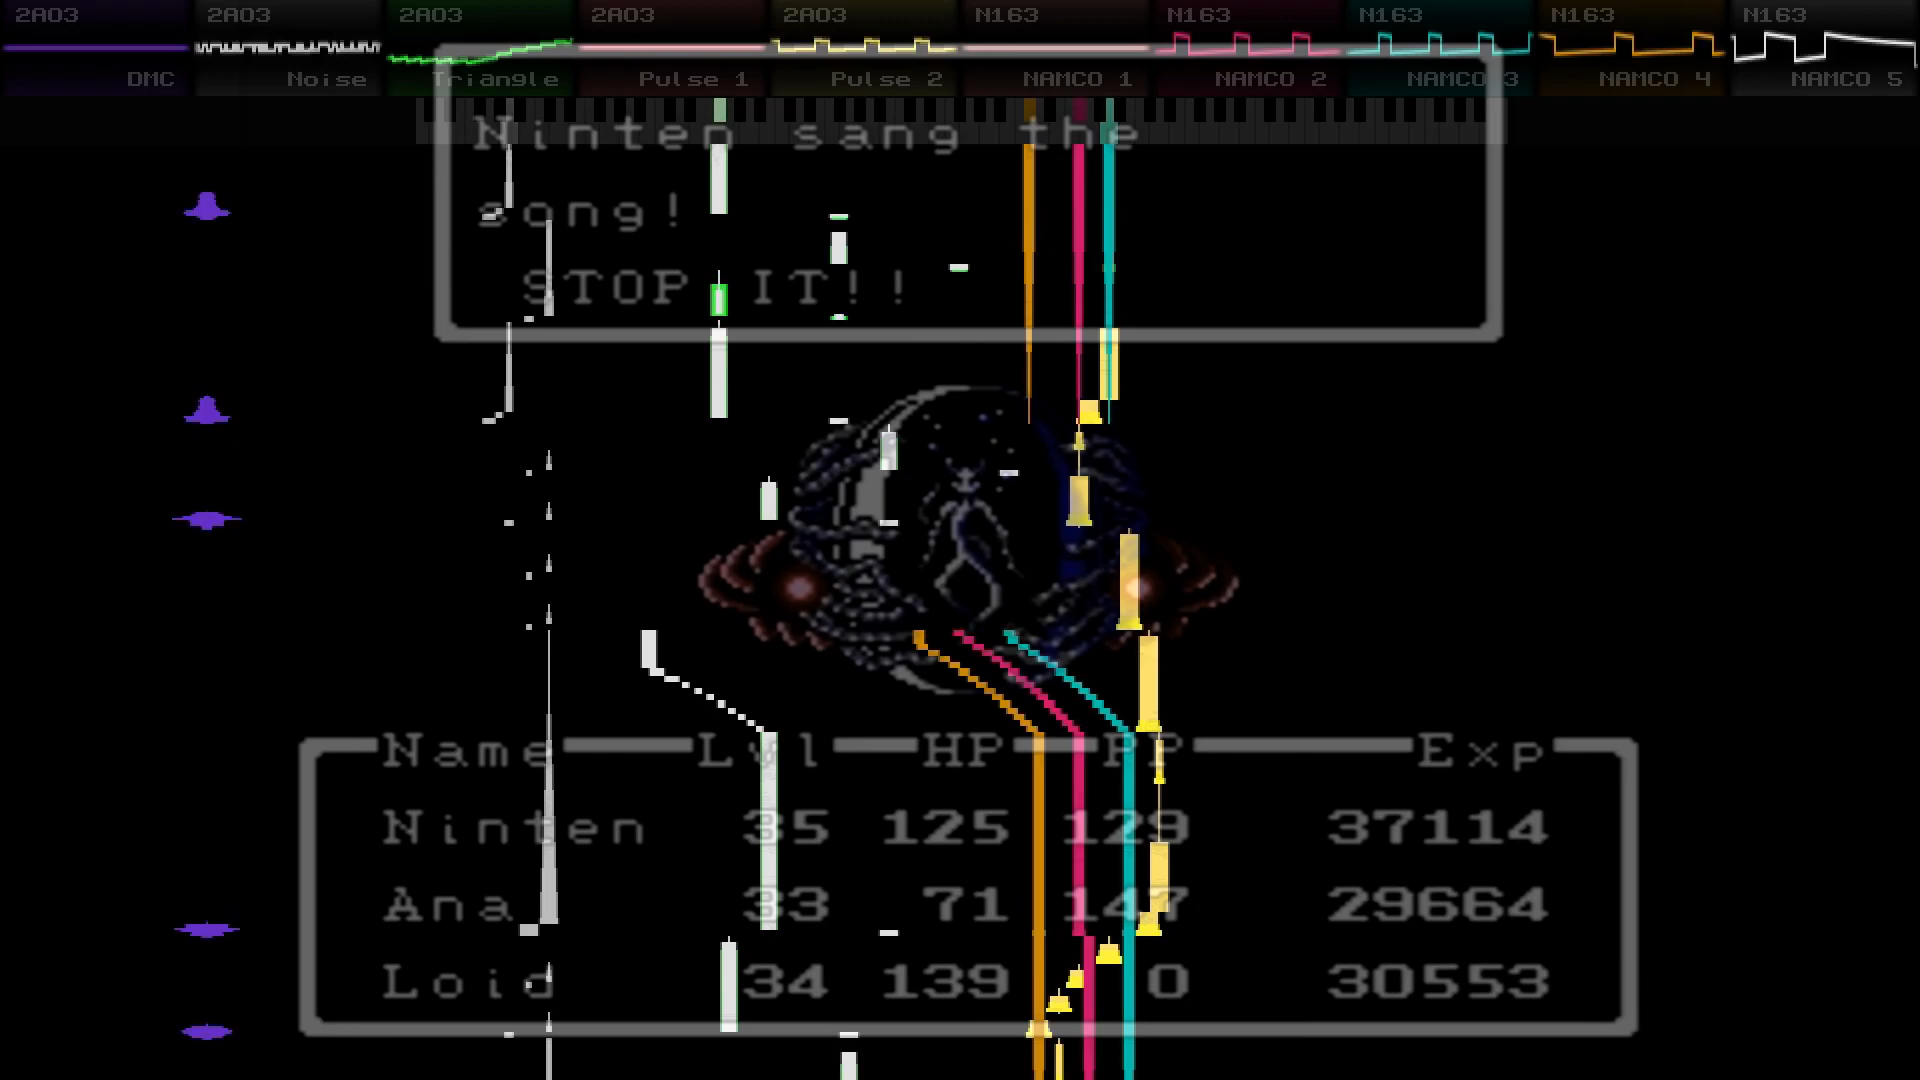 2A03 2A03 2A03 2A03 2A03 N163 N163 N163 N163 N163
DMC Noise Triangle Pulse 1 Pulse 2 NAMCO 1 NAMCO 2 NAMCO 3 NAMCO 4 NAMCO 5
Ninten sang the
song!
STOP IT!!
Name Lvl HP PP Exp
Ninten 35 125 129 37114
Ana 33 71 147 29664
Loid 34 139 0 30553